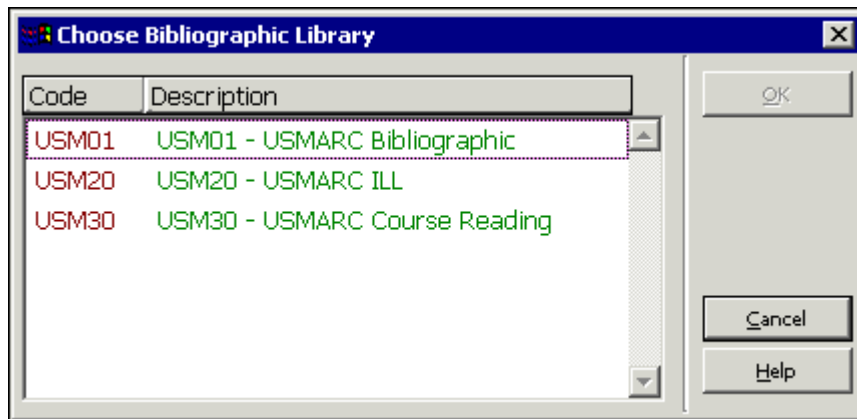 Choose Bibliographic Library
Code Description
USM01 USM01 - USMARC Bibliographic
USM20 USM20 - USMARC ILL
USM30 USM30 - USMARC Course Reading
OK
Cancel
Help